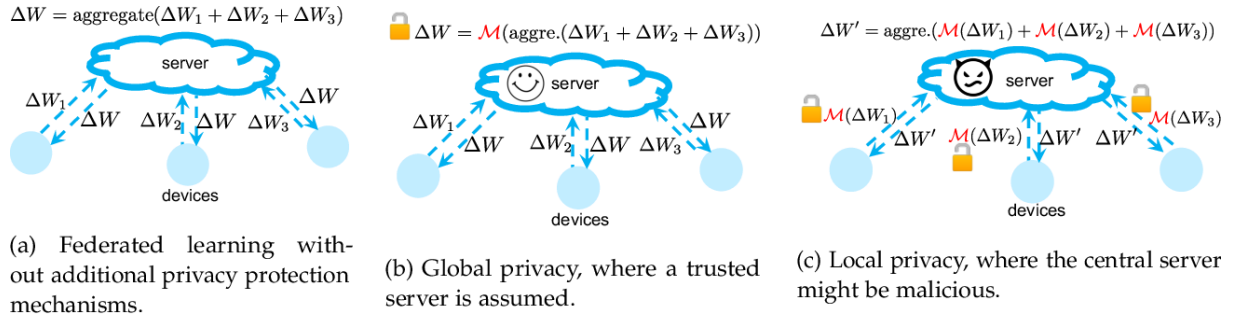 ΔW = aggregate(ΔW₁ + ΔW₂ + ΔW₃)
server
ΔW₁
ΔW
ΔW₂
ΔW
ΔW₃
ΔW
devices
(a) Federated learning with-
out additional privacy protection
mechanisms.
ΔW = M(aggre.(ΔW₁ + ΔW₂ + ΔW₃))
server
ΔW₁
ΔW
ΔW₂
ΔW
ΔW₃
ΔW
devices
(b) Global privacy, where a trusted
server is assumed.
ΔW' = aggre.(M(ΔW₁) + M(ΔW₂) + M(ΔW₃))
server
M(ΔW₁)
ΔW'
M(ΔW₂)
ΔW'
ΔW'
M(ΔW₃)
devices
(c) Local privacy, where the central server
might be malicious.